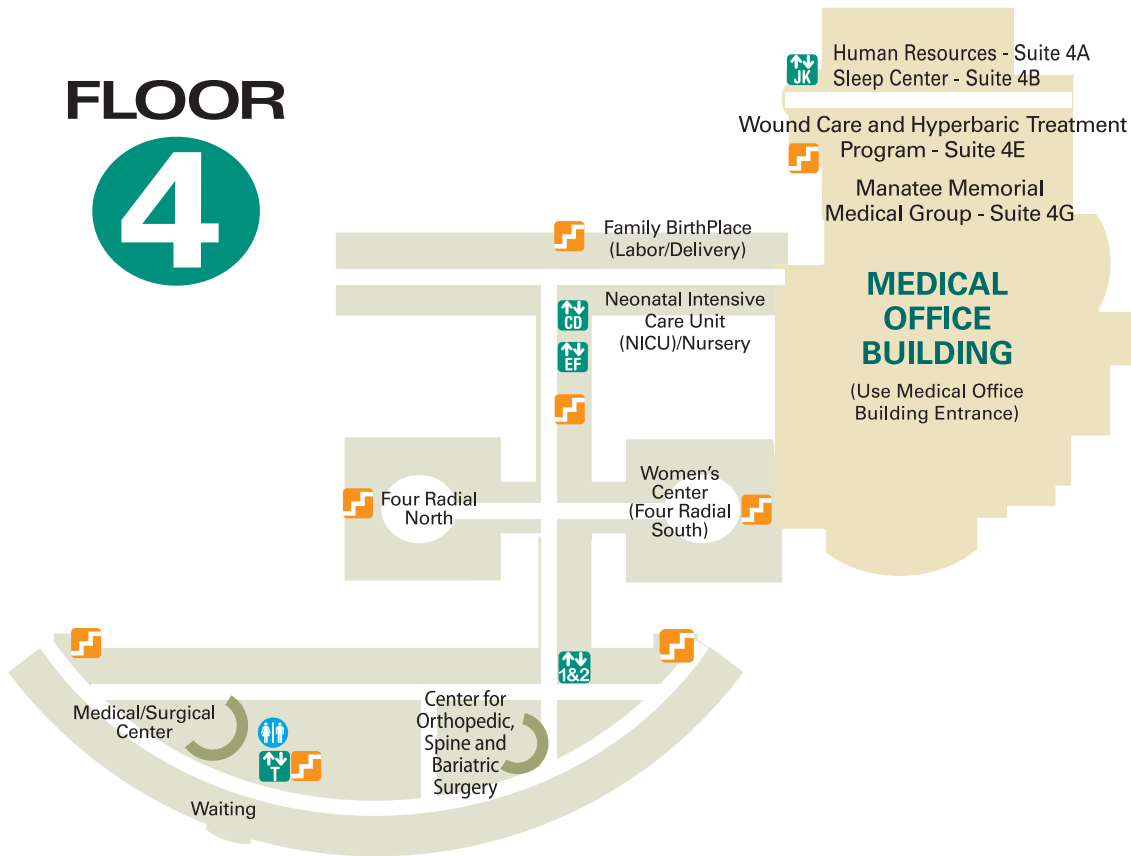 FLOOR
4
JK
Human Resources - Suite 4A
Sleep Center - Suite 4B
Wound Care and Hyperbaric Treatment
Program - Suite 4E
Manatee Memorial
Medical Group - Suite 4G
Family BirthPlace
(Labor/Delivery)
MEDICAL
OFFICE
BUILDING
(Use Medical Office
Building Entrance)
CD
EF
Neonatal Intensive
Care Unit
(NICU)/Nursery
Four Radial
North
Women's
Center
(Four Radial
South)
1&2
Medical/Surgical
Center
T
Center for
Orthopedic,
Spine and
Bariatric
Surgery
Waiting